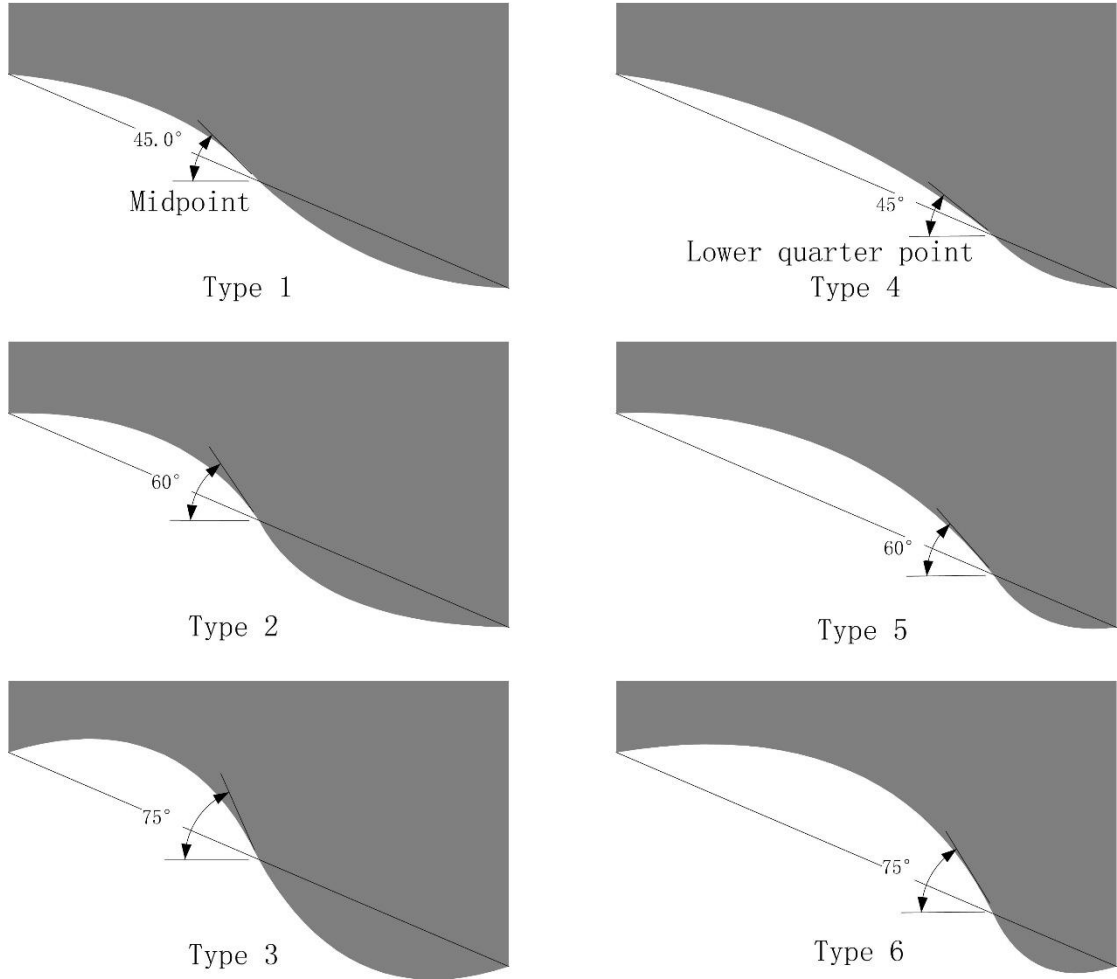 45.0°
Midpoint
Type 1
45°
Lower quarter point
Type 4
60°
Type 2
60°
Type 5
75°
Type 3
75°
Type 6